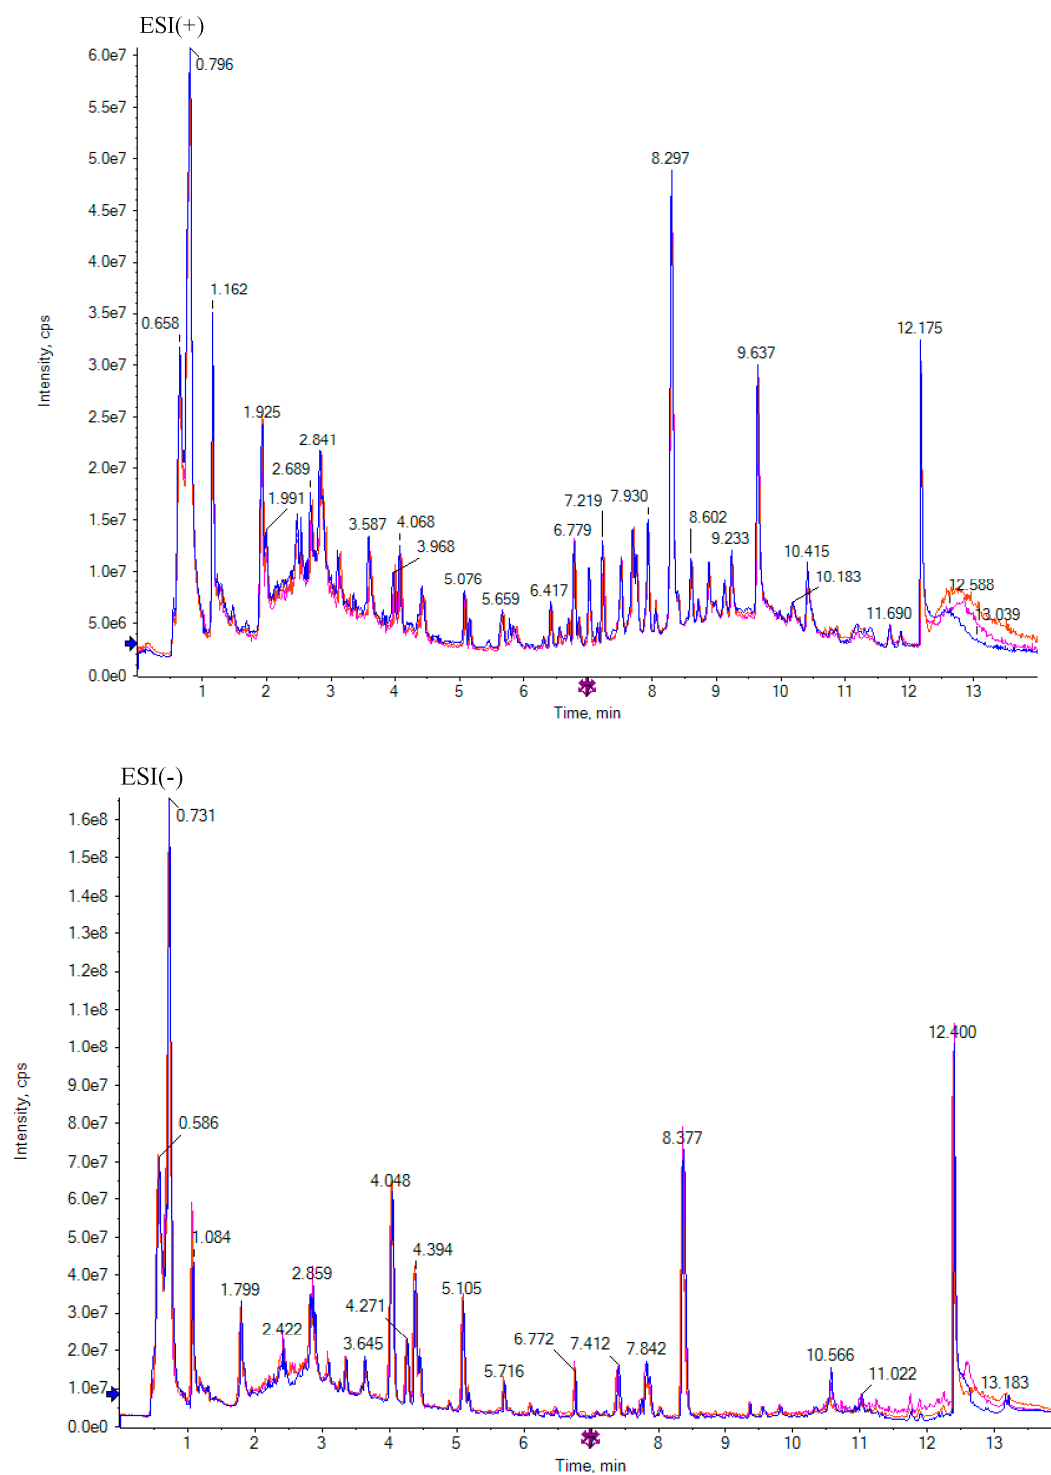 ESI(+)
6.0e7
0.796
5.5e7
5.0e7
8.297
4.5e7
4.0e7
1.162
3.5e7
0.658
12.175
9.637
3.0e7
Intensity, cps
2.5e7
1.925
2.841
2.689
2.0e7
1.991
7.219
7.930
1.5e7
3.587
4.068
6.779
8.602
3.968
9.233
10.415
1.0e7
5.076
10.183
12.588
5.659
6.417
11.690
13.039
5.0e6
0.0e0
1 2 3 4 5 6 8 9 10 11 12 13
Time, min
ESI(-)
1.6e8
0.731
1.5e8
1.4e8
1.3e8
1.2e8
1.1e8
1.0e8
12.400
9.0e7
Intensity, cps
8.0e7
0.586
8.377
7.0e7
4.048
6.0e7
5.0e7
1.084
4.394
4.0e7
1.799
2.859
5.105
3.0e7
4.271
2.422
3.645
6.772
7.412
7.842
2.0e7
5.716
10.566
11.022
13.183
1.0e7
0.0e0
1 2 3 4 5 6 8 9 10 11 12 13
Time, min